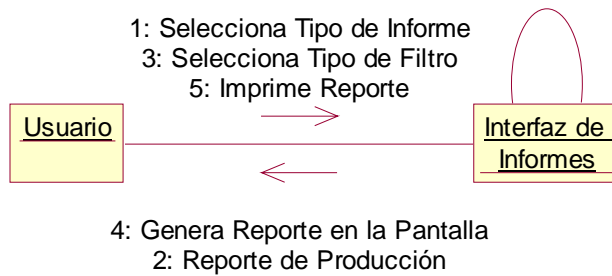 1: Selecciona Tipo de Informe
3: Selecciona Tipo de Filtro
5: Imprime Reporte
Usuario
Interfaz de
Informes
4: Genera Reporte en la Pantalla
2: Reporte de Producción